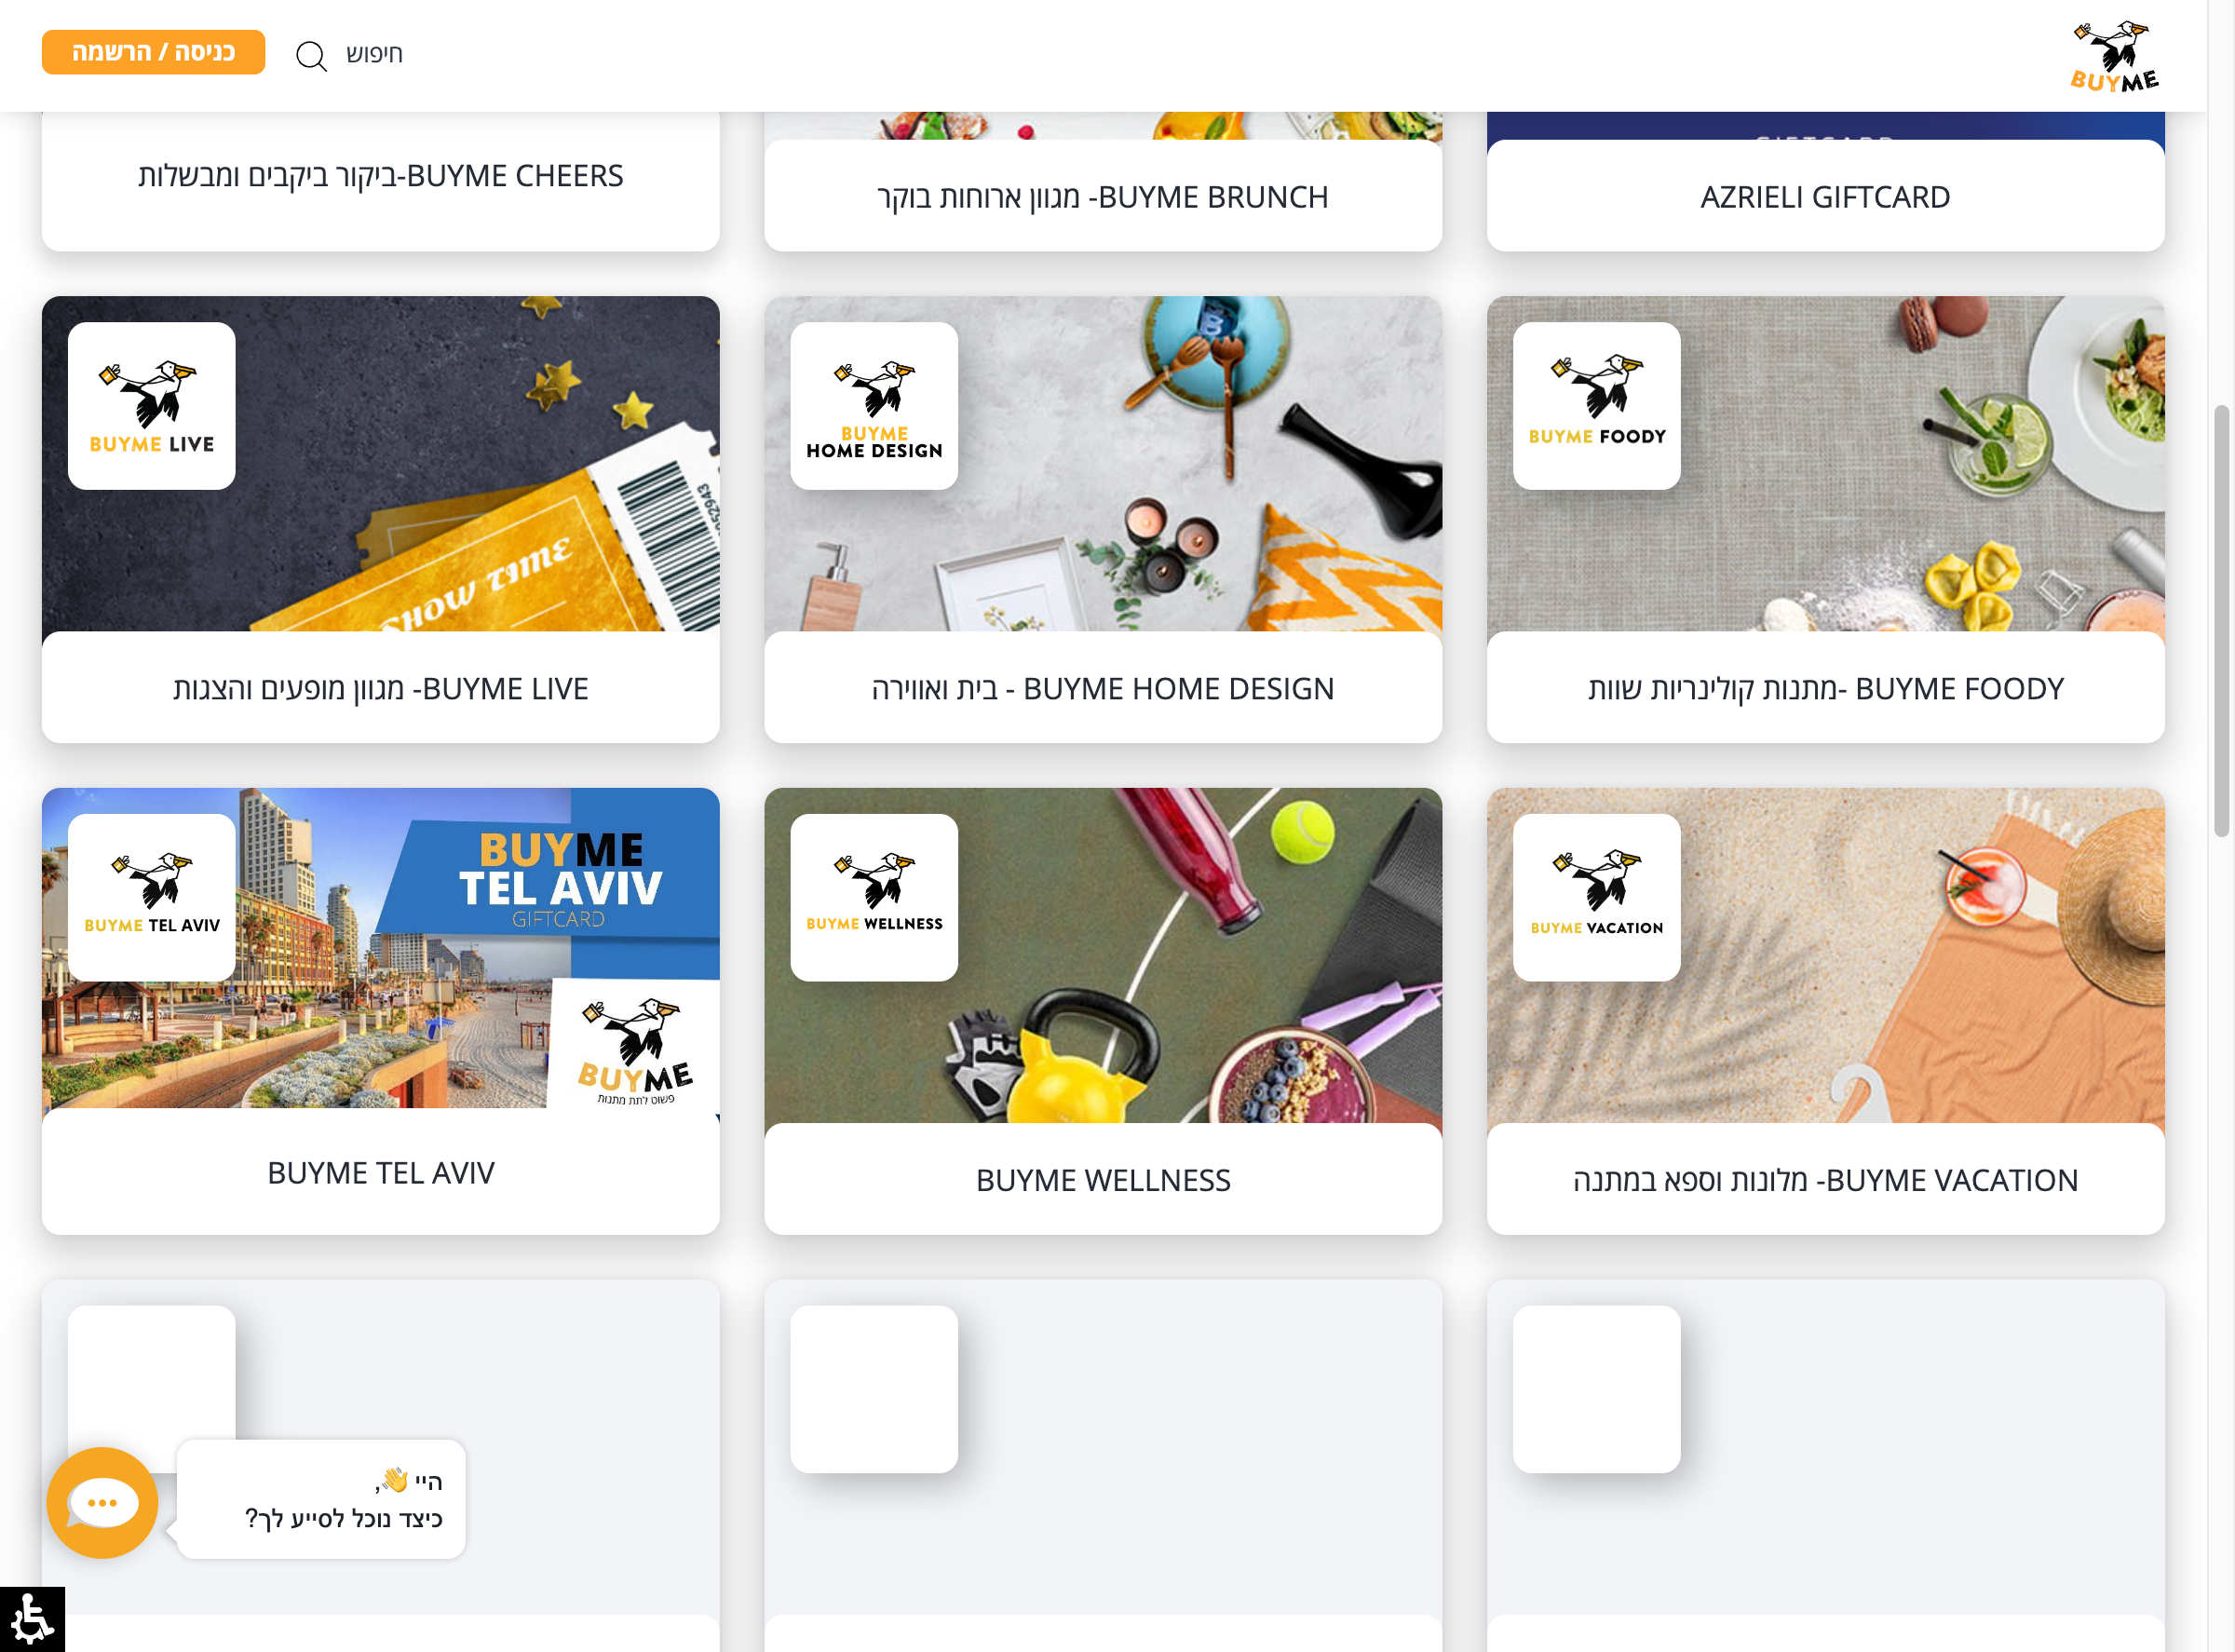 חיפוש
כניסה / הרשמה
BUYME
AZRIELI GIFTCARD
BUYME BRUNCH- מגוון ארוחות בוקר
BUYME CHEERS-ביקור ביקבים ומבשלות
BUYME FOODY
BUYME FOODY -מתנות קולינריות שוות
BUYME
HOME DESIGN
BUYME HOME DESIGN - בית ואווירה
BUYME LIVE
SHOW TIME
BUYME LIVE- מגוון מופעים והצגות
BUYME VACATION
BUYME VACATION- מלונות וספא במתנה
BUYME WELLNESS
BUYME WELLNESS
BUYME TEL AVIV
BUYME
TEL AVIV
GIFTCARD
BUYME
פשוט לתת מתנות
BUYME TEL AVIV
היי 👋,
כיצד נוכל לסייע לך?